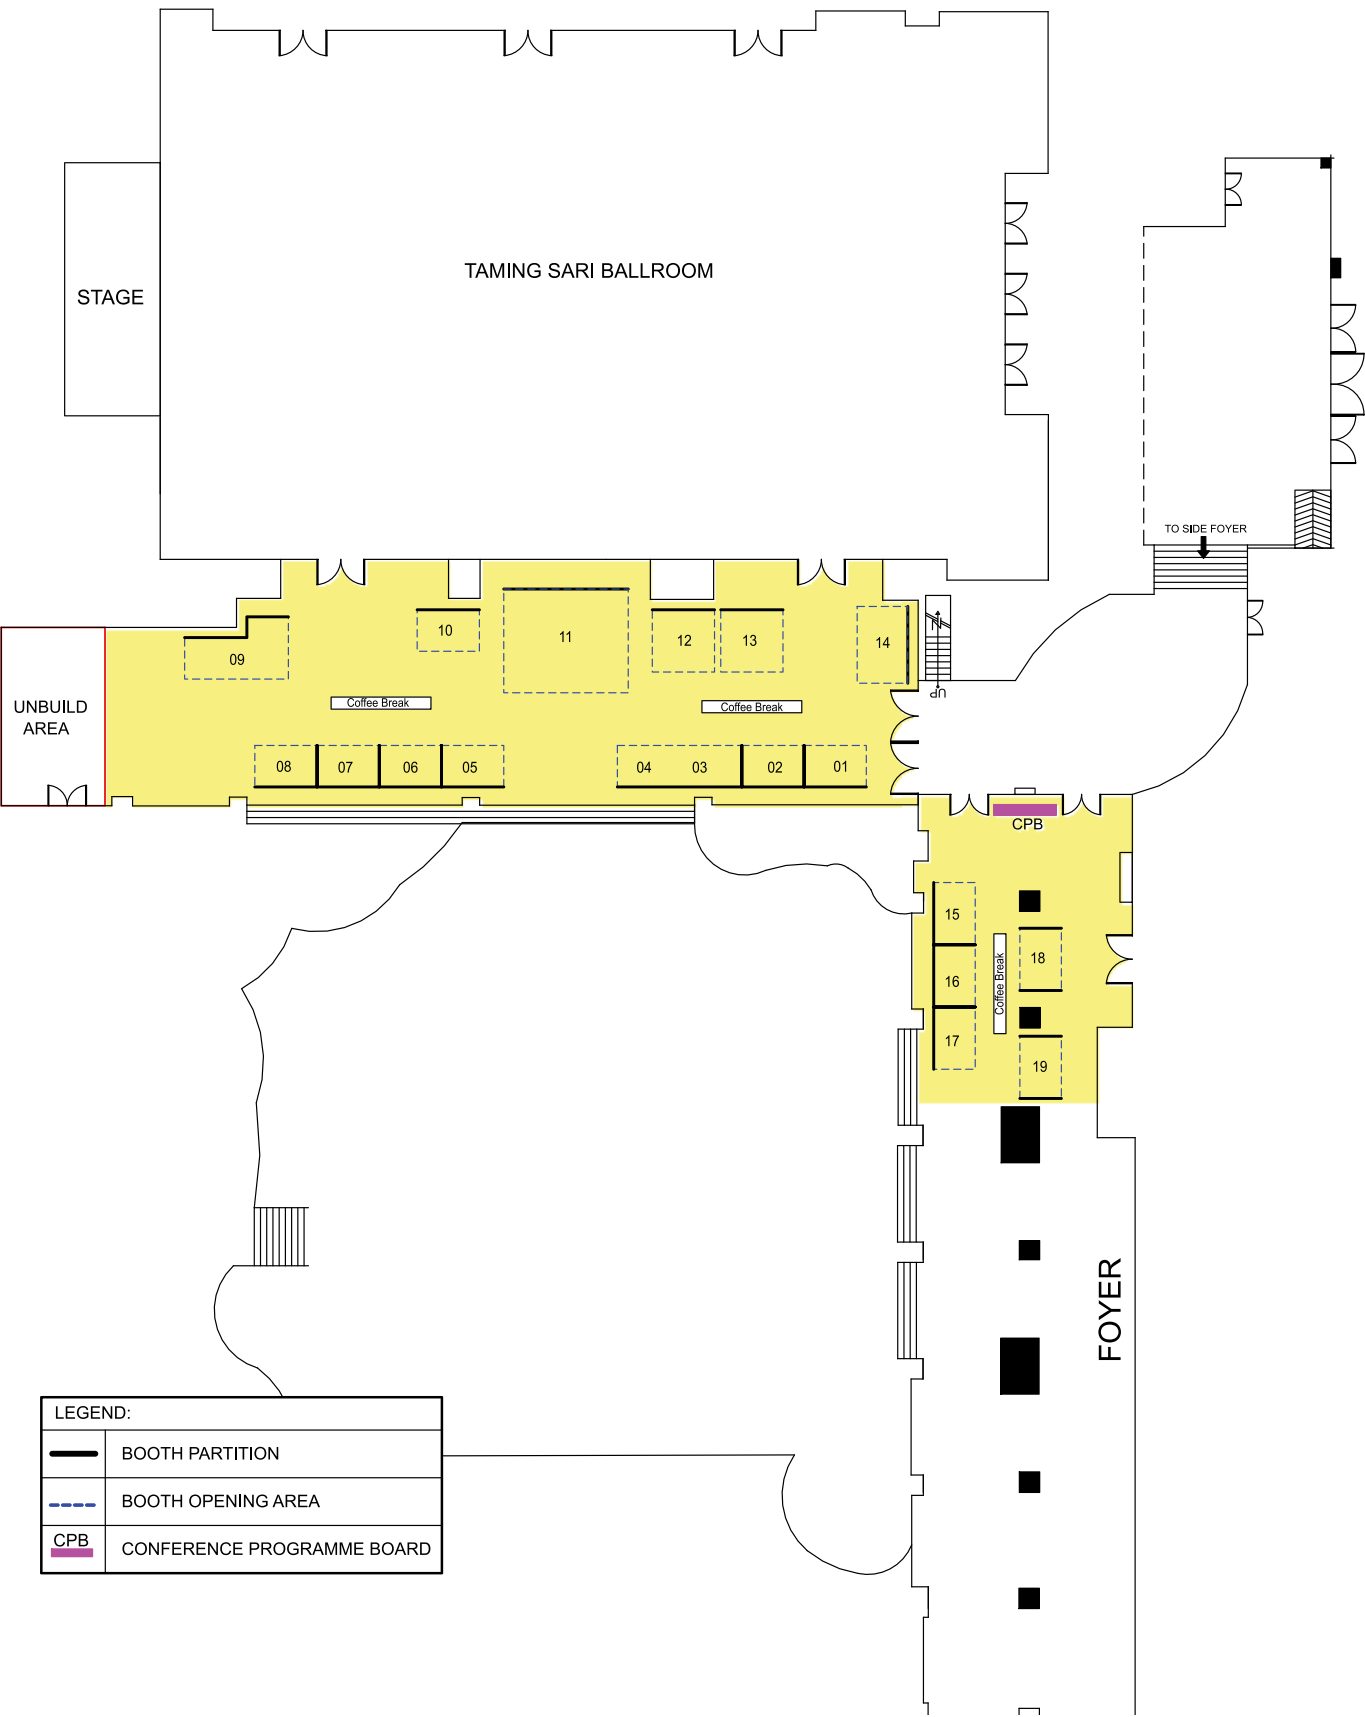 TAMING SARI BALLROOM
STAGE
TO SIDE FOYER
10
11
12
13
14
09
UP
UNBUILD
AREA
Coffee Break
Coffee Break
08
07
06
05
04
03
02
01
CPB
15
16
17
Coffee Break
18
19
FOYER
LEGEND:
BOOTH PARTITION
BOOTH OPENING AREA
CPB
CONFERENCE PROGRAMME BOARD